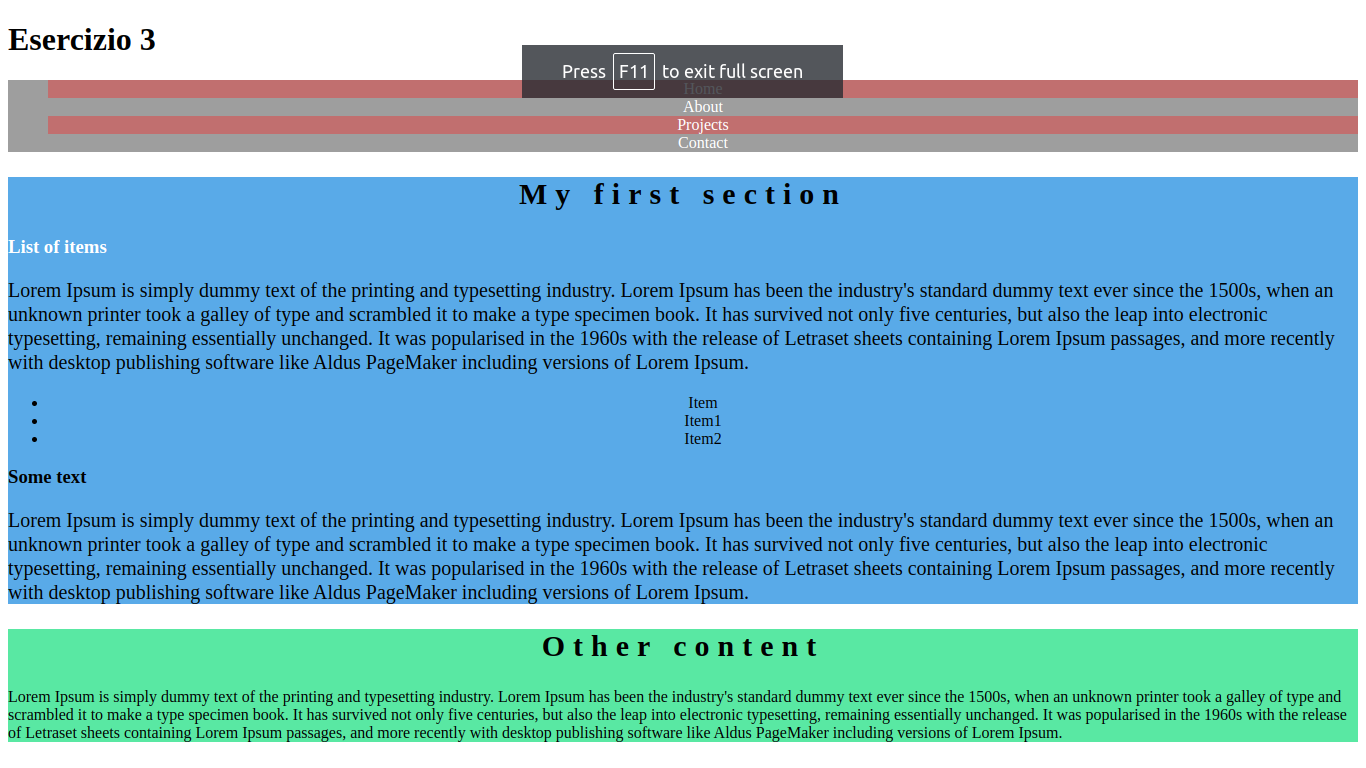 Esercizio 3
Press F11 to exit full screen
Home
About
Projects
Contact
My first section
List of items
Lorem Ipsum is simply dummy text of the printing and typesetting industry. Lorem Ipsum has been the industry's standard dummy text ever since the 1500s, when an
unknown printer took a galley of type and scrambled it to make a type specimen book. It has survived not only five centuries, but also the leap into electronic
typesetting, remaining essentially unchanged. It was popularised in the 1960s with the release of Letraset sheets containing Lorem Ipsum passages, and more recently
with desktop publishing software like Aldus PageMaker including versions of Lorem Ipsum.
Item
Item1
Item2
Some text
Lorem Ipsum is simply dummy text of the printing and typesetting industry. Lorem Ipsum has been the industry's standard dummy text ever since the 1500s, when an
unknown printer took a galley of type and scrambled it to make a type specimen book. It has survived not only five centuries, but also the leap into electronic
typesetting, remaining essentially unchanged. It was popularised in the 1960s with the release of Letraset sheets containing Lorem Ipsum passages, and more recently
with desktop publishing software like Aldus PageMaker including versions of Lorem Ipsum.
Other content
Lorem Ipsum is simply dummy text of the printing and typesetting industry. Lorem Ipsum has been the industry's standard dummy text ever since the 1500s, when an unknown printer took a galley of type and
scrambled it to make a type specimen book. It has survived not only five centuries, but also the leap into electronic typesetting, remaining essentially unchanged. It was popularised in the 1960s with the release
of Letraset sheets containing Lorem Ipsum passages, and more recently with desktop publishing software like Aldus PageMaker including versions of Lorem Ipsum.